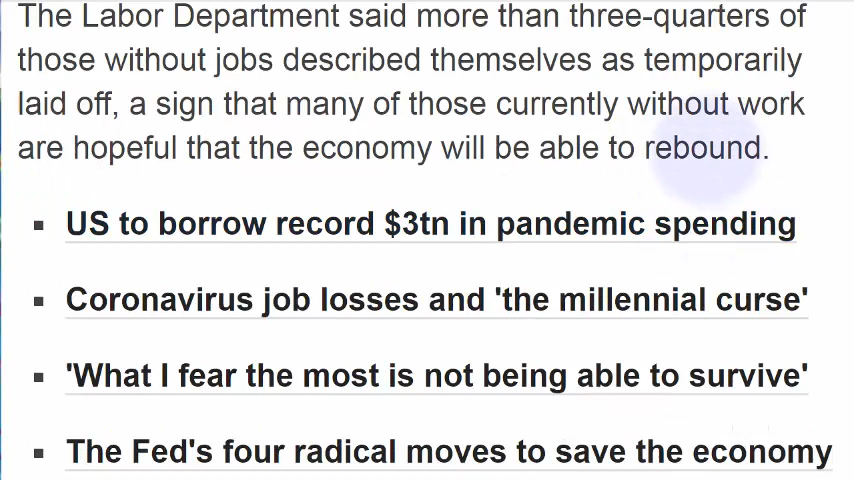 The Labor Department said more than three-quarters of
those without jobs described themselves as temporarily
laid off, a sign that many of those currently without work
are hopeful that the economy will be able to rebound.
▪ US to borrow record $3tn in pandemic spending
▪ Coronavirus job losses and 'the millennial curse'
▪ 'What I fear the most is not being able to survive'
▪ The Fed's four radical moves to save the economy